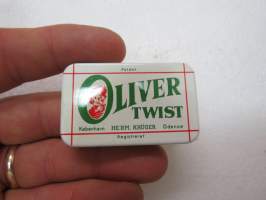 Patent
OLIVER
TWIST
København HERM. KRÜGER Odense
Registreret